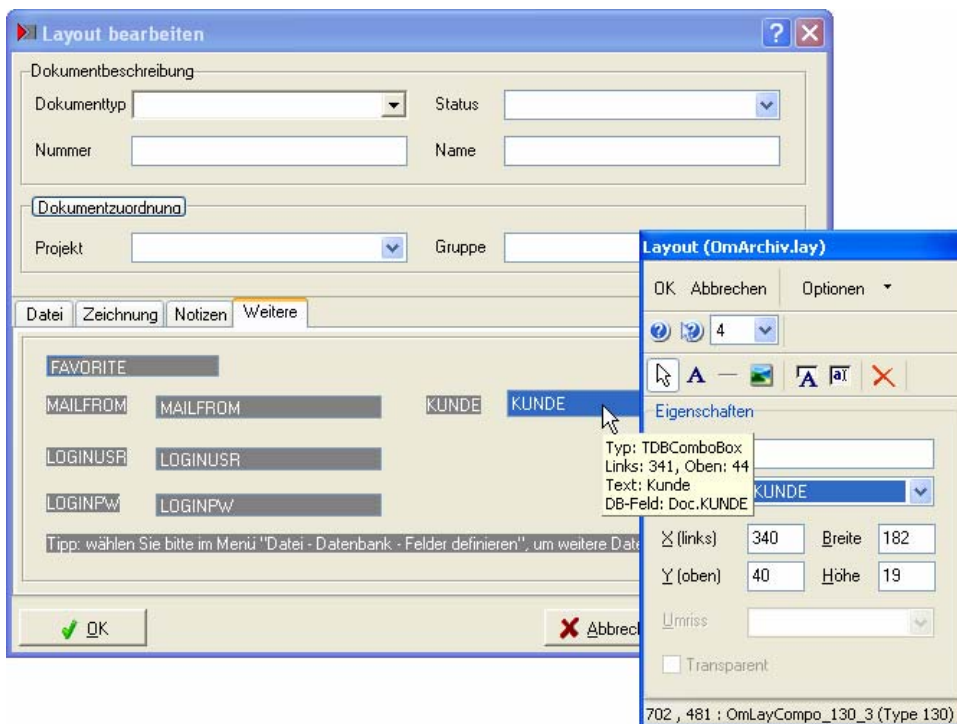 Layout bearbeiten
Dokumentbeschreibung
Dokumenttyp
Status
Nummer
Name
Dokumentzuordnung
Projekt
Gruppe
Datei Zeichnung Notizen Weitere
FAVORITE
MAILFROM MAILFROM
KUNDE KUNDE
LOGINUSR LOGINUSR
LOGINPW LOGINPW
Tipp: wählen Sie bitte im Menü "Datei - Datenbank - Felder definieren", um weitere Date
OK
Abbrec
Typ: TDBComboBox
Links: 341, Oben: 44
Text: Kunde
DB-Feld: Doc.KUNDE
Layout (OmArchiv.lay)
OK Abbrechen Optionen
4
A A aI
Eigenschaften
KUNDE
X (links) 340 Breite 182
Y (oben) 40 Höhe 19
Umriss
Transparent
702 , 481 : OmLayCompo_130_3 (Type 130)